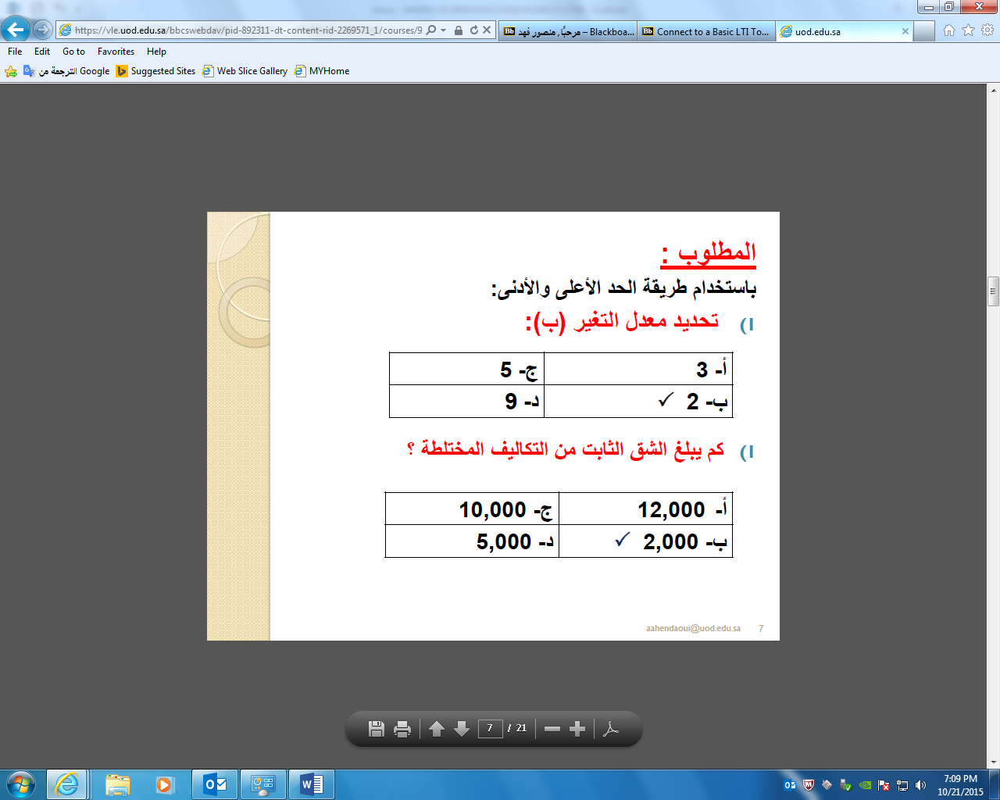 https://vle.uod.edu.sa/bbcswebdav/pid-892311-dt-content-rid-2269571_1/courses/9
مرحبًا, منصور فهد – Blackboa...
Connect to a Basic LTI To...
uod.edu.sa
File Edit Go to Favorites Help
الترجمة من Google
Suggested Sites
Web Slice Gallery
MYHome
المطلوب :
باستخدام طريقة الحد الأعلى والأدنى:
١) تحديد معدل التغير (ب):
أ- 3
ج- 5
ب- 2 ✓
د- 9
١) كم يبلغ الشق الثابت من التكاليف المختلطة ؟
أ- 12,000
ج- 10,000
ب- 2,000 ✓
د- 5,000
aahendaoui@uod.edu.sa 7
7 / 21
7:09 PM
10/21/2015